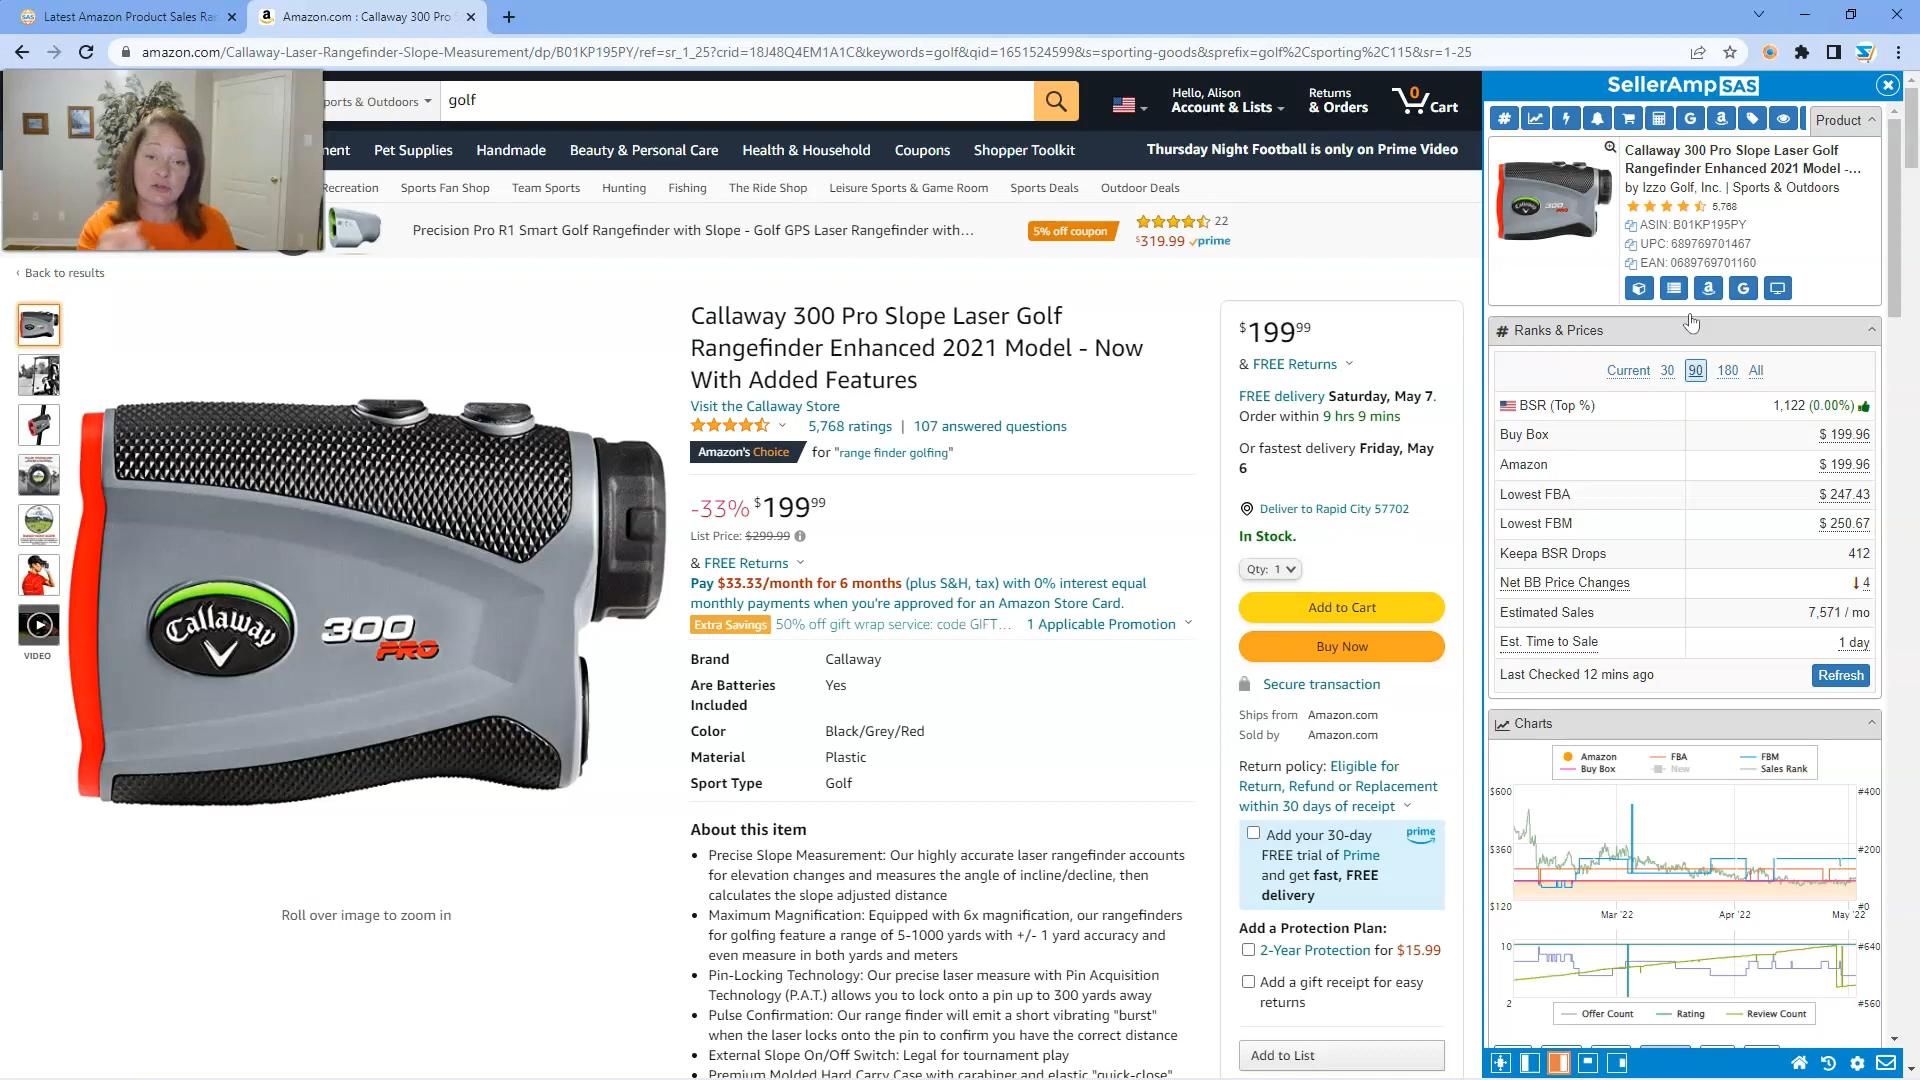 Latest Amazon Product Sales Ra
Amazon.com : Callaway 300 Pro S
amazon.com/Callaway-Laser-Rangefinder-Slope-Measurement/dp/B01KP195PY/ref=sr_1_25?crid=18J48Q4EM1A1C&keywords=golf&qid=1651524599&s=sporting-goods&sprefix=golf%2Csporting%2C115&sr=1-25
ports & Outdoors
golf
Hello, Alison
Account & Lists
Returns
& Orders
0
Cart
ment
Pet Supplies
Handmade
Beauty & Personal Care
Health & Household
Coupons
Shopper Toolkit
Thursday Night Football is only on Prime Video
Recreation
Sports Fan Shop
Team Sports
Hunting
Fishing
The Ride Shop
Leisure Sports & Game Room
Sports Deals
Outdoor Deals
Precision Pro R1 Smart Golf Rangefinder with Slope - Golf GPS Laser Rangefinder with…
5% off coupon
22
$319.99 prime
‹ Back to results
VIDEO
Callaway
300
PRO
Roll over image to zoom in
Callaway 300 Pro Slope Laser Golf
Rangefinder Enhanced 2021 Model - Now
With Added Features
Visit the Callaway Store
5,768 ratings | 107 answered questions
Amazon's Choice for "range finder golfing"
-33% $199 99
List Price: $299.99
& FREE Returns
Pay $33.33/month for 6 months (plus S&H, tax) with 0% interest equal
monthly payments when you're approved for an Amazon Store Card.
Extra Savings 50% off gift wrap service: code GIFT… 1 Applicable Promotion
Brand Callaway
Are Batteries Yes
Included
Color Black/Grey/Red
Material Plastic
Sport Type Golf
About this item
• Precise Slope Measurement: Our highly accurate laser rangefinder accounts
for elevation changes and measures the angle of incline/decline, then
calculates the slope adjusted distance
• Maximum Magnification: Equipped with 6x magnification, our rangefinders
for golfing feature a range of 5-1000 yards with +/- 1 yard accuracy and
even measure in both yards and meters
• Pin-Locking Technology: Our precise laser measure with Pin Acquisition
Technology (P.A.T.) allows you to lock onto a pin up to 300 yards away
• Pulse Confirmation: Our range finder will emit a short vibrating "burst"
when the laser locks onto the pin to confirm you have the correct distance
• External Slope On/Off Switch: Legal for tournament play
• Premium Molded Hard Carry Case with carabiner and elastic "quick-close"
$199 99
& FREE Returns
FREE delivery Saturday, May 7.
Order within 9 hrs 9 mins
Or fastest delivery Friday, May
6
Deliver to Rapid City 57702
In Stock.
Qty: 1
Add to Cart
Buy Now
Secure transaction
Ships from Amazon.com
Sold by Amazon.com
Return policy: Eligible for
Return, Refund or Replacement
within 30 days of receipt
Add your 30-day
FREE trial of Prime
and get fast, FREE
delivery
prime
Add a Protection Plan:
2-Year Protection for $15.99
Add a gift receipt for easy
returns
Add to List
SellerAmp SAS
Product
Callaway 300 Pro Slope Laser Golf
Rangefinder Enhanced 2021 Model -...
by Izzo Golf, Inc. | Sports & Outdoors
5,768
ASIN: B01KP195PY
UPC: 689769701467
EAN: 0689769701160
# Ranks & Prices
Current 30 90 180 All
BSR (Top %) 1,122 (0.00%)
Buy Box $ 199.96
Amazon $ 199.96
Lowest FBA $ 247.43
Lowest FBM $ 250.67
Keepa BSR Drops 412
Net BB Price Changes 4
Estimated Sales 7,571 / mo
Est. Time to Sale 1 day
Last Checked 12 mins ago
Refresh
Charts
Amazon FBA FBM
Buy Box New Sales Rank
$600 #400
$360 #200
$120 #0
Mar '22 Apr '22 May '22
10 #640
2 #560
Offer Count Rating Review Count